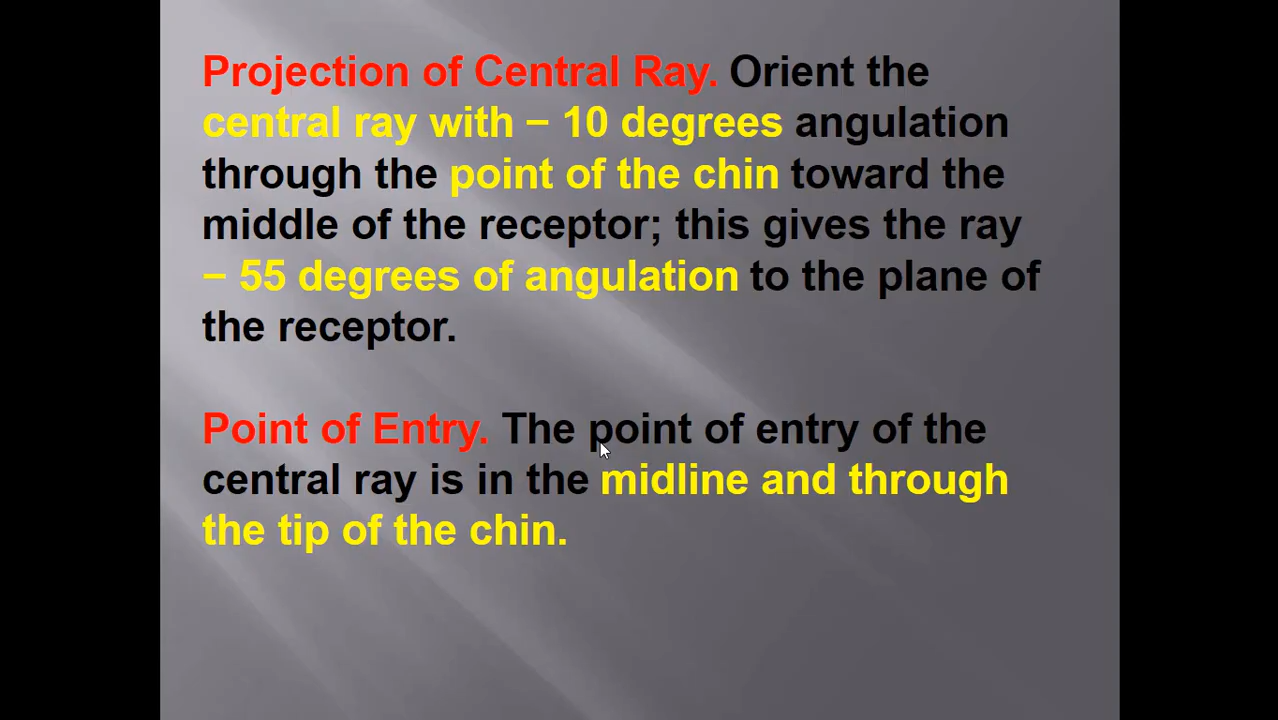 Projection of Central Ray. Orient the
central ray with − 10 degrees angulation
through the point of the chin toward the
middle of the receptor; this gives the ray
− 55 degrees of angulation to the plane of
the receptor.
Point of Entry. The point of entry of the
central ray is in the midline and through
the tip of the chin.